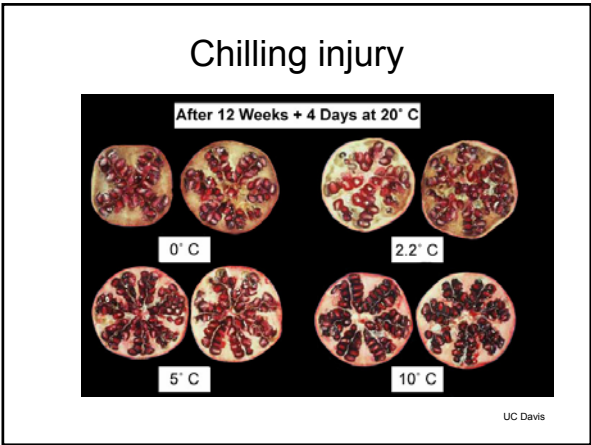 Chilling injury
After 12 Weeks + 4 Days at 20° C
0° C
2.2° C
5° C
10° C
UC Davis